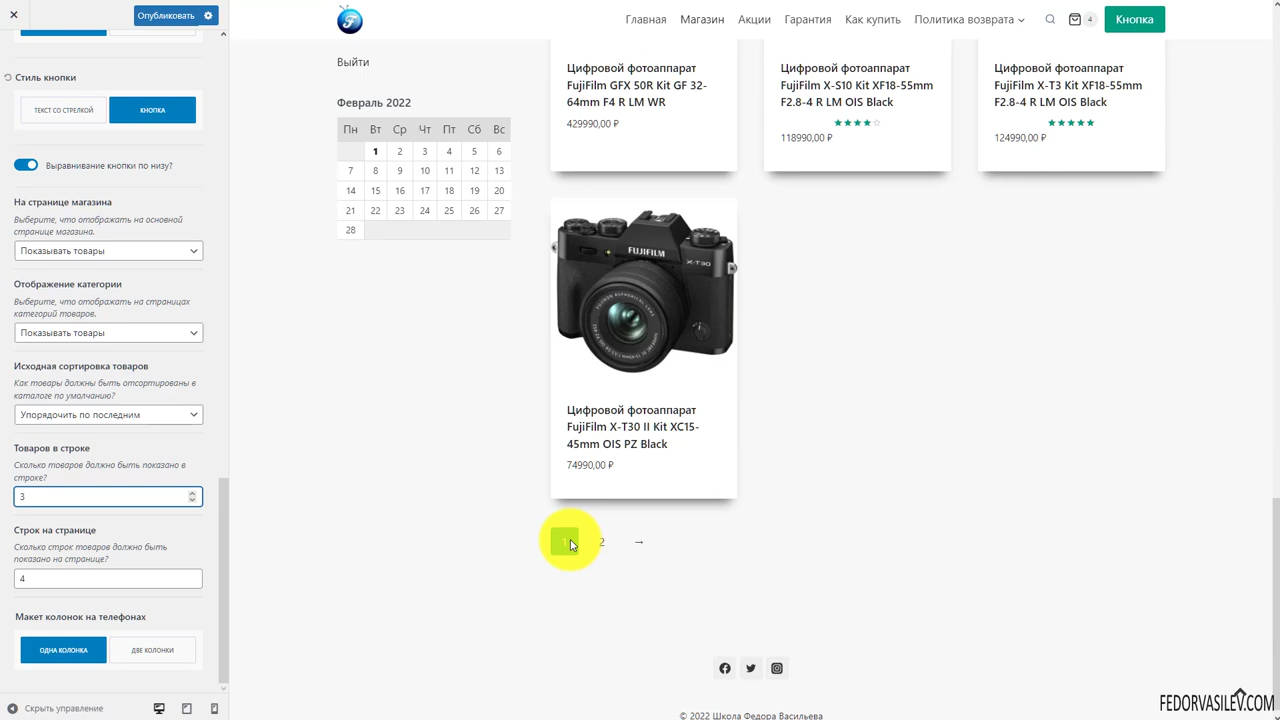 Опубликовать
Стиль кнопки
ТЕКСТ СО СТРЕЛКОЙ
КНОПКА
Выравнивание кнопки по низу?
На странице магазина
Выберите, что отображать на основной
странице магазина.
Показывать товары
Отображение категории
Выберите, что отображать на страницах
категорий товаров.
Показывать товары
Исходная сортировка товаров
Как товары должны быть отсортированы в
каталоге по умолчанию?
Упорядочить по последним
Товаров в строке
Сколько товаров должно быть показано в
строке?
3
Строк на странице
Сколько строк товаров должно быть
показано на странице?
4
Макет колонок на телефонах
ОДНА КОЛОНКА
ДВЕ КОЛОНКИ
Скрыть управление
Главная Магазин Акции Гарантия Как купить Политика возврата 4 Кнопка
Выйти
Февраль 2022
Пн Вт Ср Чт Пт Сб Вс
1 2 3 4 5 6
7 8 9 10 11 12 13
14 15 16 17 18 19 20
21 22 23 24 25 26 27
28
Цифровой фотоаппарат
FujiFilm GFX 50R Kit GF 32-
64mm F4 R LM WR
429990,00 ₽
Цифровой фотоаппарат
FujiFilm X-S10 Kit XF18-55mm
F2.8-4 R LM OIS Black
118990,00 ₽
Цифровой фотоаппарат
FujiFilm X-T3 Kit XF18-55mm
F2.8-4 R LM OIS Black
124990,00 ₽
FUJIFILM
X-T30
Цифровой фотоаппарат
FujiFilm X-T30 II Kit XC15-
45mm OIS PZ Black
74990,00 ₽
1 2 →
© 2022 Школа Федора Васильева
FEDORVASILEV.COM